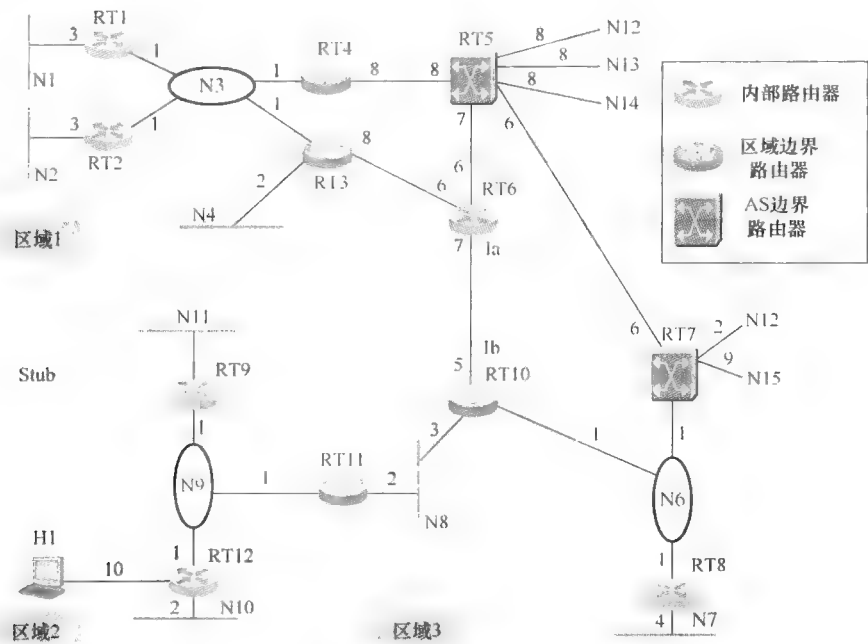 RT1
3
1
N1
N3
RT4
1
8
8
RT5
8
N12
8
N13
8
N14
7
6
内部路由器
区域边界
路由器
AS边界
路由器
3
RT2
1
N2
1
8
RT3
2
N4
区域1
6
6
RT6
7
Ia
N11
Stub
RT9
1
N9
1
RT11
2
N8
3
Ib
5
RT10
1
6
RT7
2
N12
9
N15
1
N6
1
RT8
4
N7
H1
10
1
RT12
2
N10
区域2
区域3